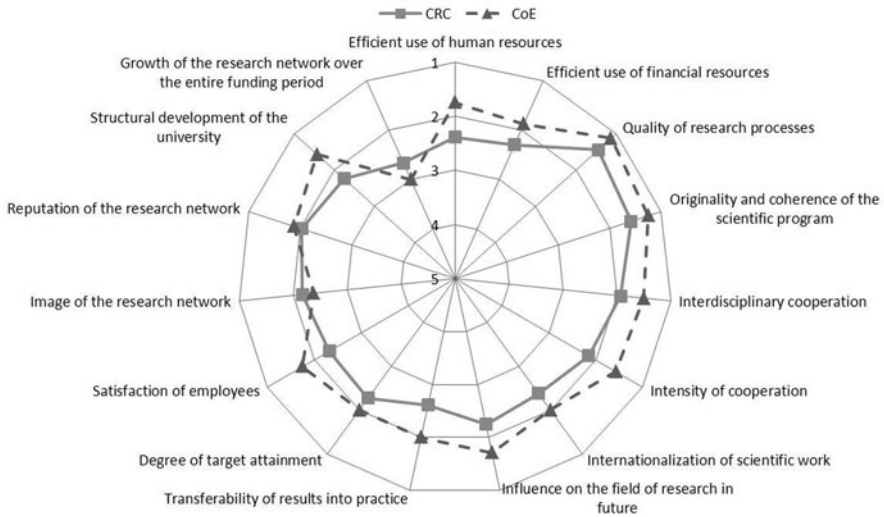 CRC CoE
Efficient use of human resources
Growth of the research network over
the entire funding period
Efficient use of financial resources
Structural development of the
university
Quality of research processes
Reputation of the research network
Originality and coherence of the
scientific program
Image of the research network
Interdisciplinary cooperation
Satisfaction of employees
Intensity of cooperation
Degree of target attainment
Internationalization of scientific work
Transferability of results into practice
Influence on the field of research in
future
1
2
3
4
5